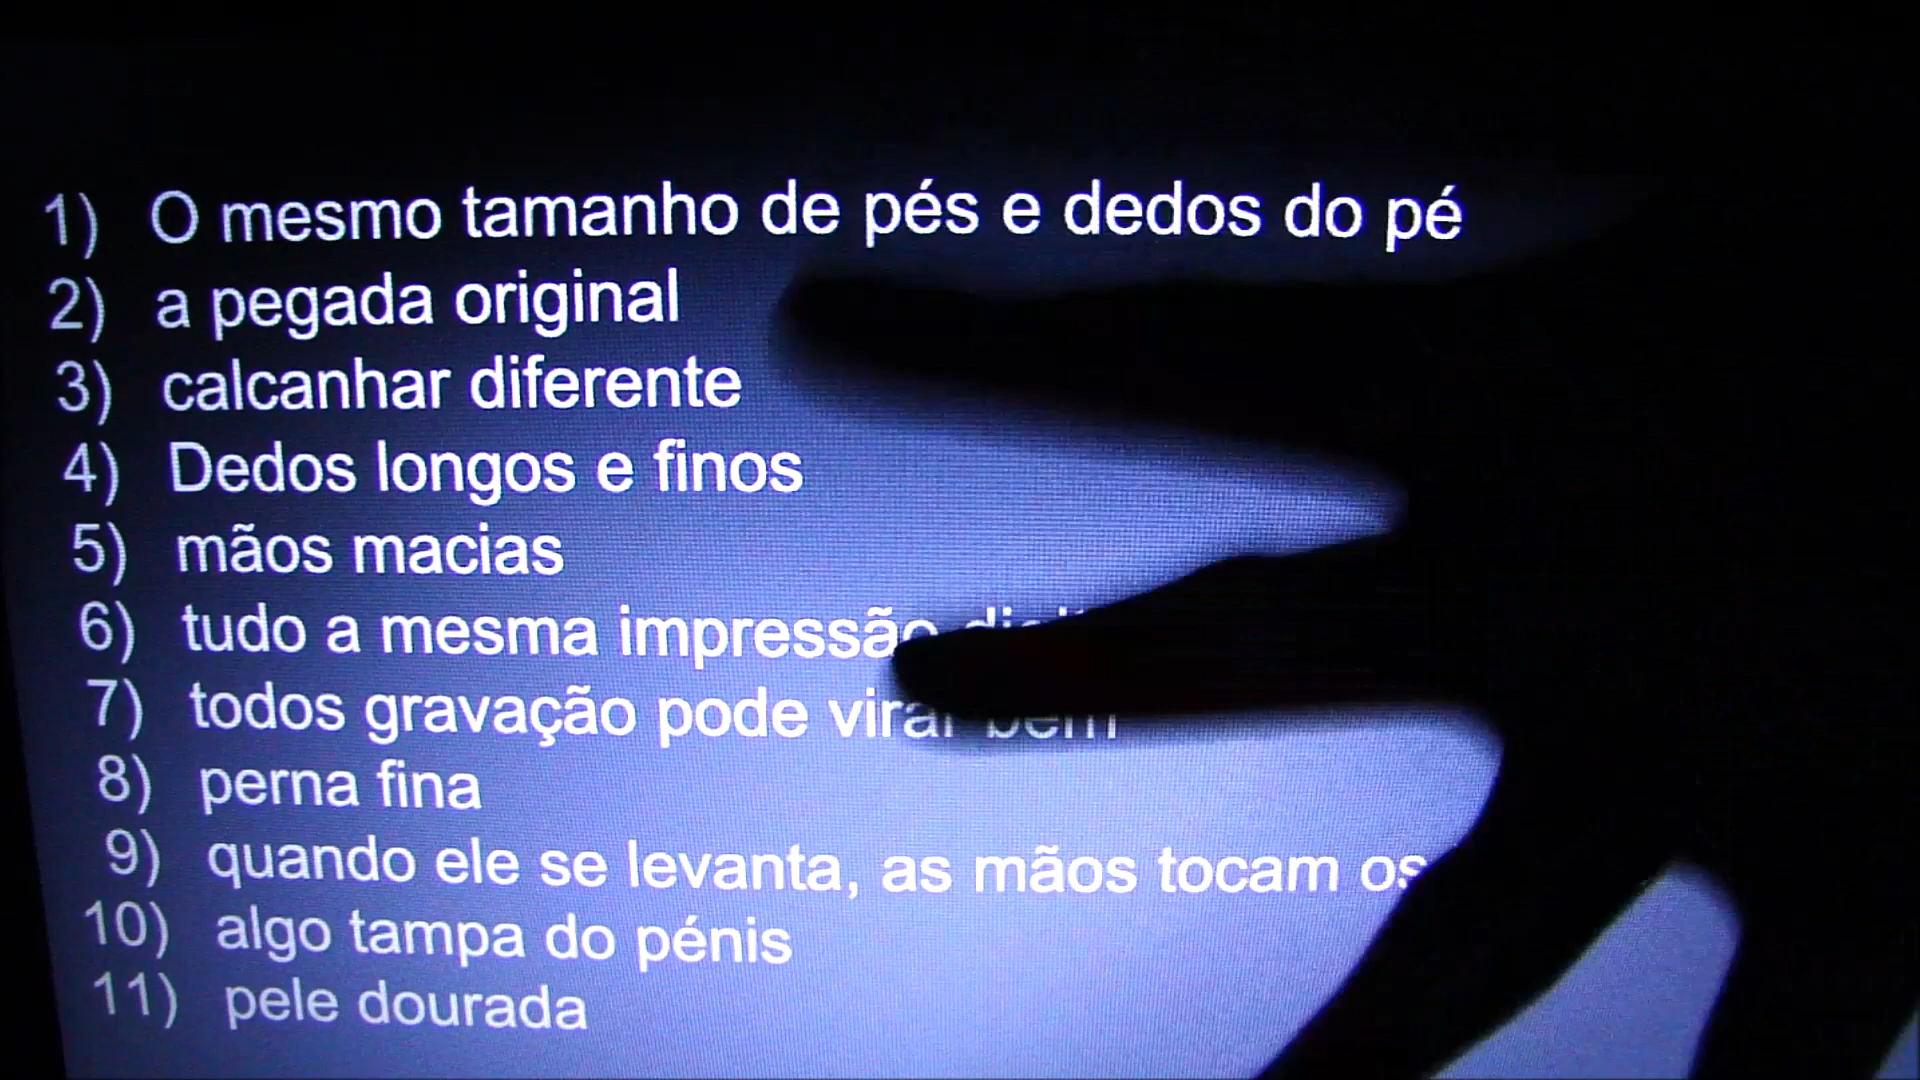 1) O mesmo tamanho de pés e dedos do pé
2) a pegada original
3) calcanhar diferente
4) Dedos longos e finos
5) mãos macias
6) tudo a mesma impressão
7) todos gravação pode virar bem
8) perna fina
9) quando ele se levanta, as mãos tocam os
10) algo tampa do pénis
11) pele dourada